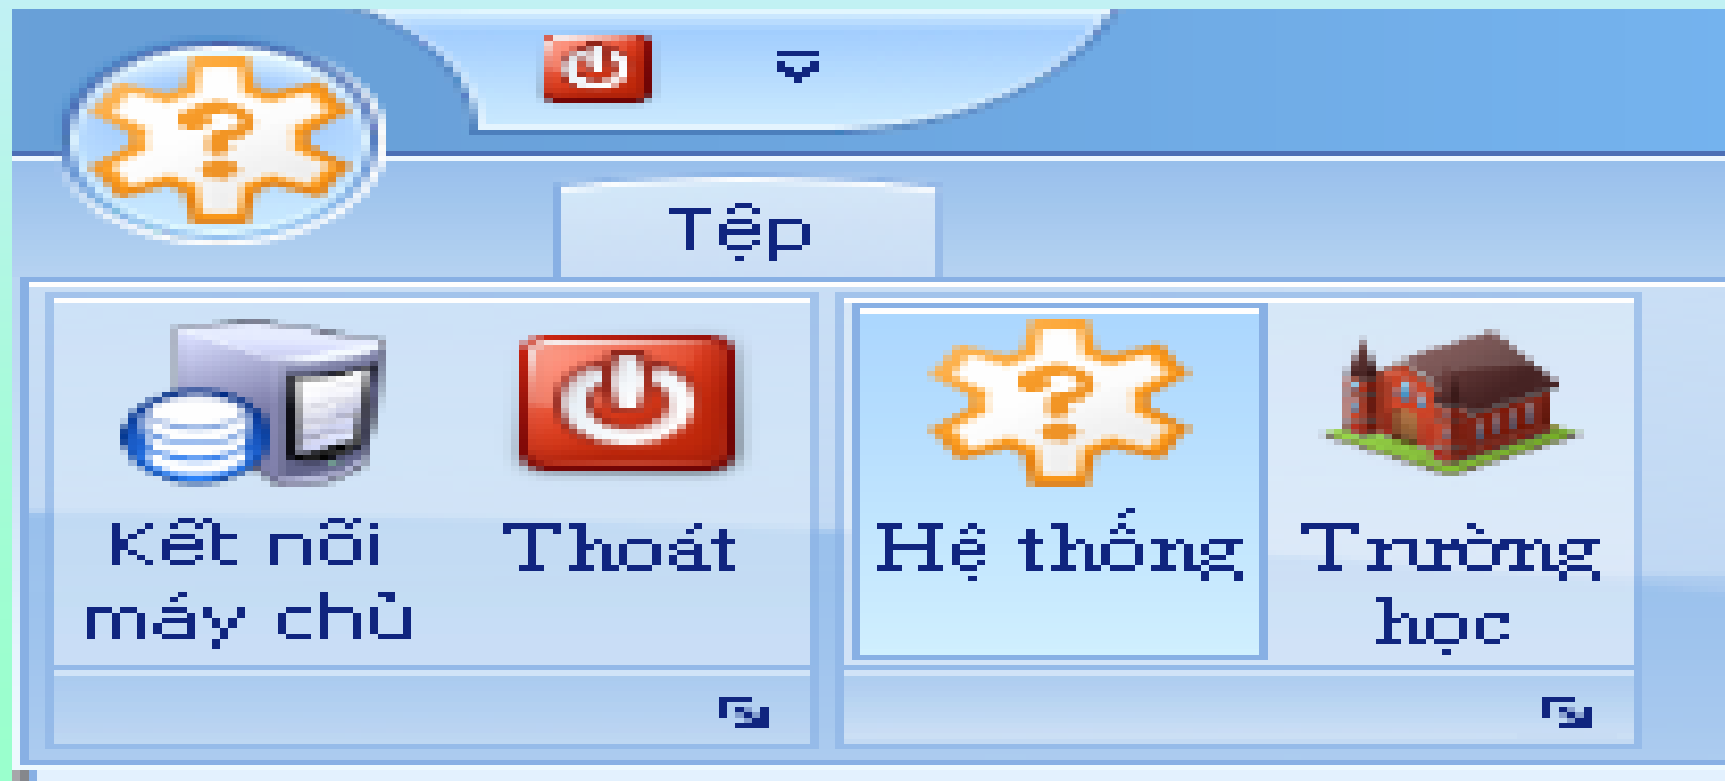 Tệp
Kết nối
máy chủ
Thoát
Hệ thống
Trường
học